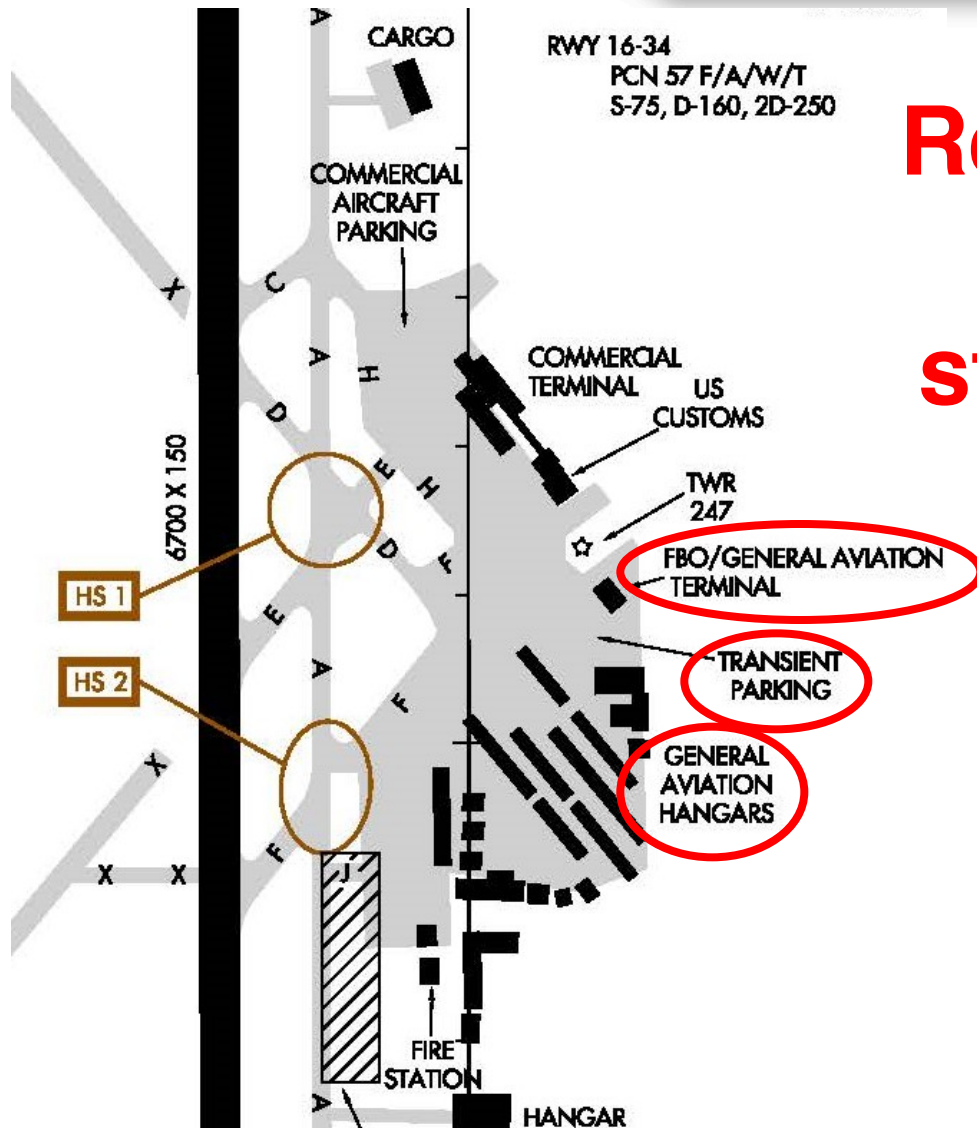 A
CARGO
RWY 16-34
PCN 57 F/A/W/T
S-75, D-160, 2D-250
COMMERCIAL
AIRCRAFT
PARKING
X
C
A
H
COMMERCIAL
TERMINAL
US
CUSTOMS
D
6700 X 150
E
H
TWR
247
D
F
FBO/GENERAL AVIATION
TERMINAL
HS 1
E
A
TRANSIENT
PARKING
HS 2
F
X
GENERAL
AVIATION
HANGARS
F
X
X
J
FIRE
STATION
A
HANGAR